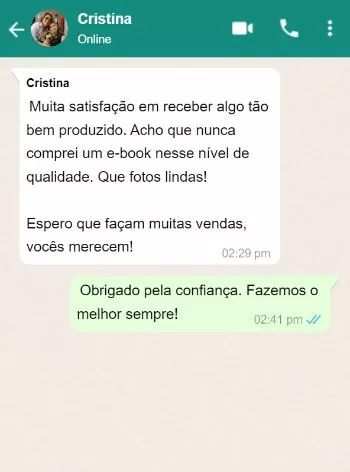 Cristina
Online
Cristina
Muita satisfação em receber algo tão
bem produzido. Acho que nunca
comprei um e-book nesse nível de
qualidade. Que fotos lindas!
Espero que façam muitas vendas,
vocês merecem!
02:29 pm
Obrigado pela confiança. Fazemos o
melhor sempre!
02:41 pm